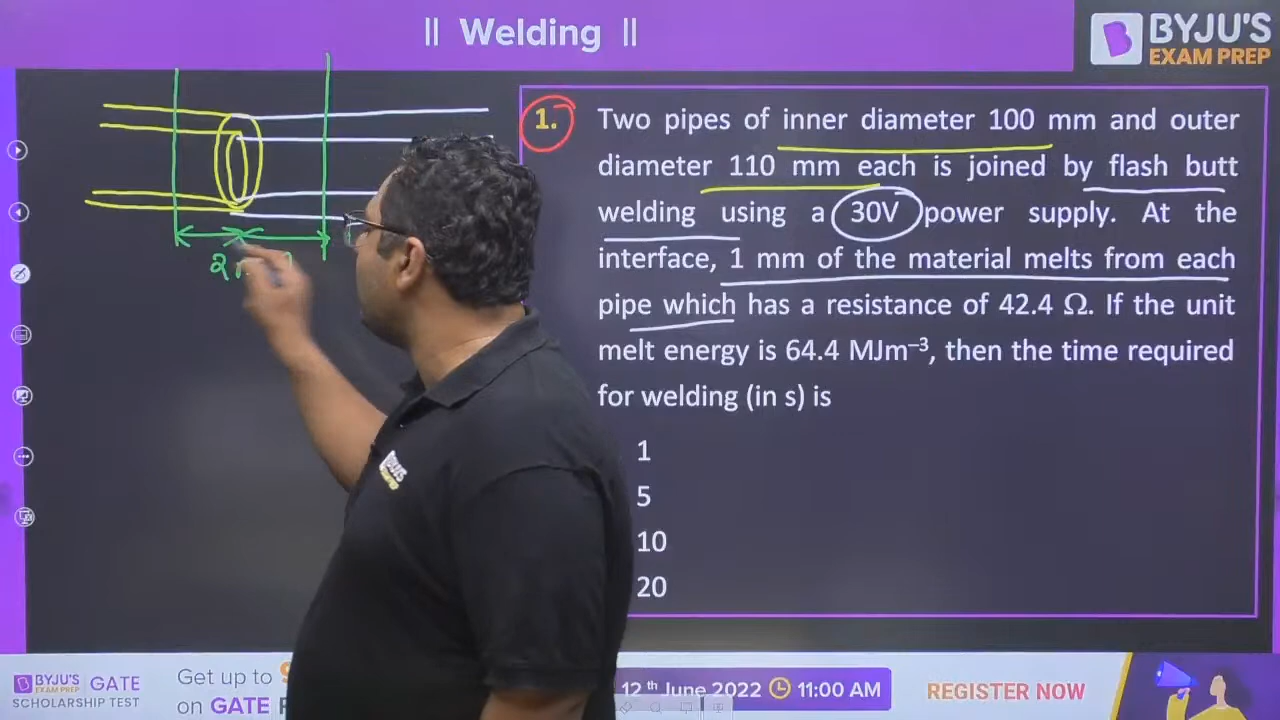 || Welding ||
BYJU'S
EXAM PREP
1. Two pipes of inner diameter 100 mm and outer
diameter 110 mm each is joined by flash butt
welding using a 30V power supply. At the
interface, 1 mm of the material melts from each
pipe which has a resistance of 42.4 Ω. If the unit
melt energy is 64.4 MJm⁻³, then the time required
for welding (in s) is
1
5
10
20
2
BYJU'S
BYJU'S
EXAM PREP
GATE
SCHOLARSHIP TEST
Get up to
on GATE
12 th June 2022 11:00 AM
REGISTER NOW